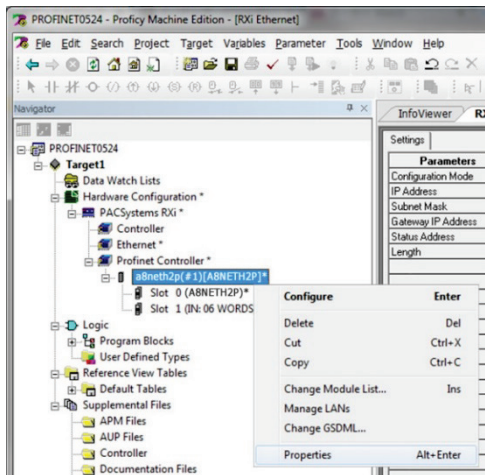 PROFINET0524 - Proficy Machine Edition - [RXi Ethernet]
File Edit Search Project Target Variables Parameter Tools Window Help
Navigator
InfoViewer
PROFINET0524
Target1
Data Watch Lists
Hardware Configuration *
PACSystems RXi *
Controller
Ethernet *
Profinet Controller *
a8neth2p(#1)[A8NETH2P]*
Slot 0 (A8NETH2P)*
Slot 1 (IN: 06 WORDS
Logic
Program Blocks
User Defined Types
Reference View Tables
Default Tables
Supplemental Files
APM Files
AUP Files
Controller
Documentation Files
Configure Enter
Delete Del
Cut Ctrl+X
Copy Ctrl+C
Change Module List... Ins
Manage LANs
Change GSDML...
Properties Alt+Enter
Settings
Parameters
Configuration Mode
IP Address
Subnet Mask
Gateway IP Address
Status Address
Length